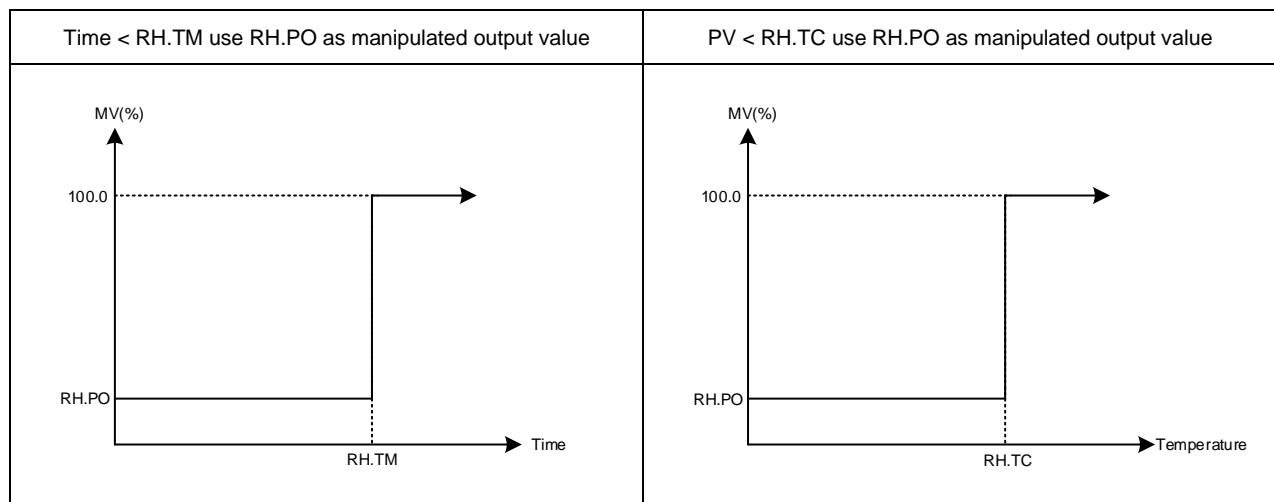 Time < RH.TM use RH.PO as manipulated output value
PV < RH.TC use RH.PO as manipulated output value
MV(%)
100.0
RH.PO
RH.TM
Time
MV(%)
100.0
RH.PO
RH.TC
Temperature